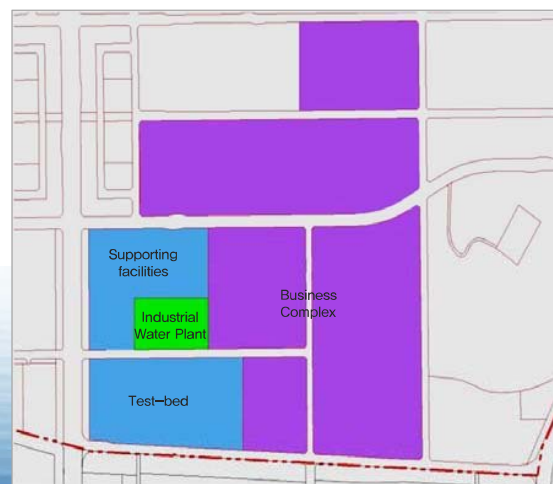 Supporting
facilities
Industrial
Water Plant
Business
Complex
Test-bed